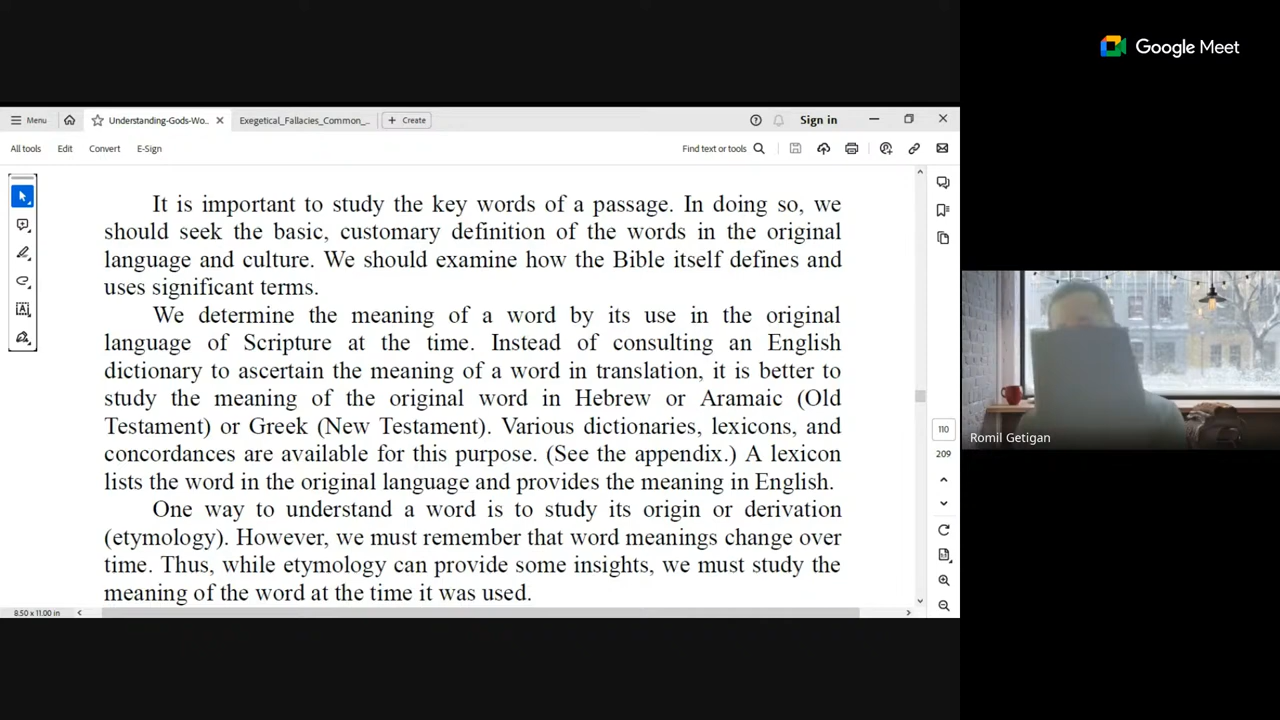 Google Meet
Menu
Understanding-Gods-Wo...
Exegetical_Fallacies_Common_...
Create
Sign in
All tools
Edit
Convert
E-Sign
Find text or tools
It is important to study the key words of a passage. In doing so, we
should seek the basic, customary definition of the words in the original
language and culture. We should examine how the Bible itself defines and
uses significant terms.
We determine the meaning of a word by its use in the original
language of Scripture at the time. Instead of consulting an English
dictionary to ascertain the meaning of a word in translation, it is better to
study the meaning of the original word in Hebrew or Aramaic (Old
Testament) or Greek (New Testament). Various dictionaries, lexicons, and
concordances are available for this purpose. (See the appendix.) A lexicon
lists the word in the original language and provides the meaning in English.
One way to understand a word is to study its origin or derivation
(etymology). However, we must remember that word meanings change over
time. Thus, while etymology can provide some insights, we must study the
meaning of the word at the time it was used.
110
209
8.50 x 11.00 in
Romil Getigan